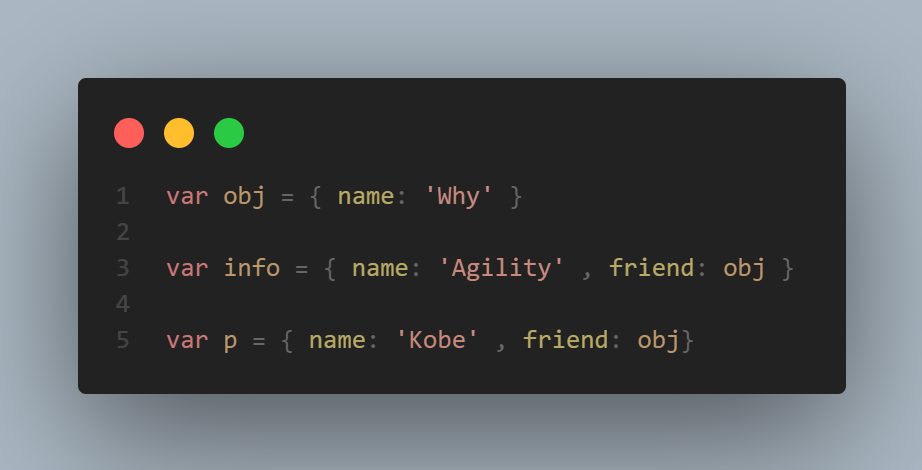 1 var obj = { name: 'Why' }
2
3 var info = { name: 'Agility' , friend: obj }
4
5 var p = { name: 'Kobe' , friend: obj}